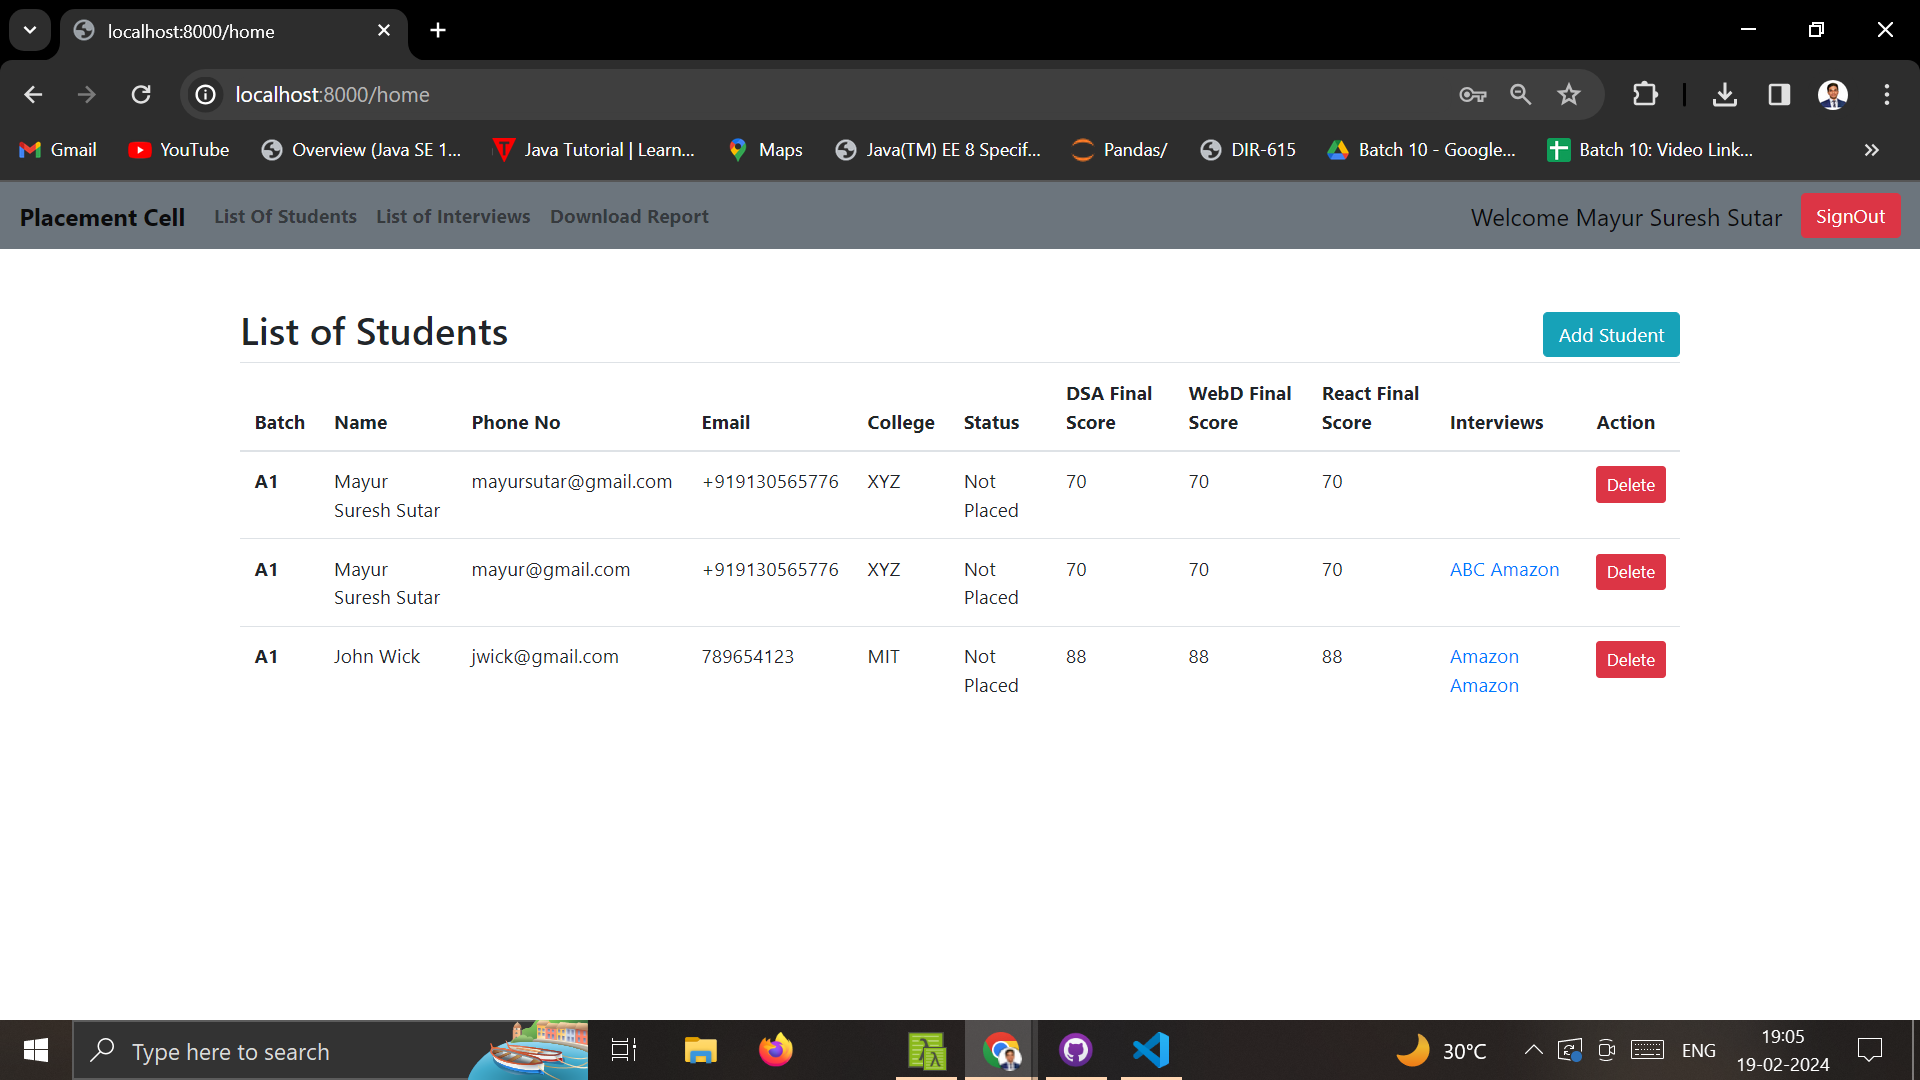 localhost:8000/home
localhost:8000/home
Gmail YouTube Overview (Java SE 1... Java Tutorial | Learn... Maps Java(TM) EE 8 Specif... Pandas/ DIR-615 Batch 10 - Google... Batch 10: Video Link...
Placement Cell List Of Students List of Interviews Download Report Welcome Mayur Suresh Sutar SignOut
List of Students Add Student
Batch Name Phone No Email College Status DSA Final Score WebD Final Score React Final Score Interviews Action
A1 Mayur Suresh Sutar mayursutar@gmail.com +919130565776 XYZ Not Placed 70 70 70 Delete
A1 Mayur Suresh Sutar mayur@gmail.com +919130565776 XYZ Not Placed 70 70 70 ABC Amazon Delete
A1 John Wick jwick@gmail.com 789654123 MIT Not Placed 88 88 88 Amazon Amazon Delete
Type here to search 30°C ENG 19:05
19-02-2024